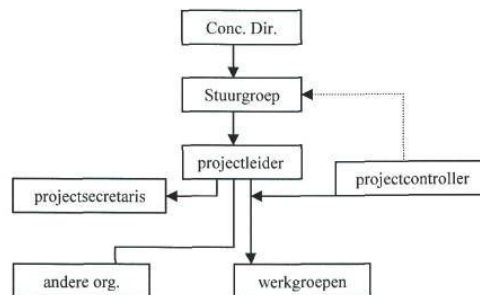 Conc. Dir.
Stuurgroep
projectleider
projectsecretaris
projectcontroller
andere org.
werkgroepen